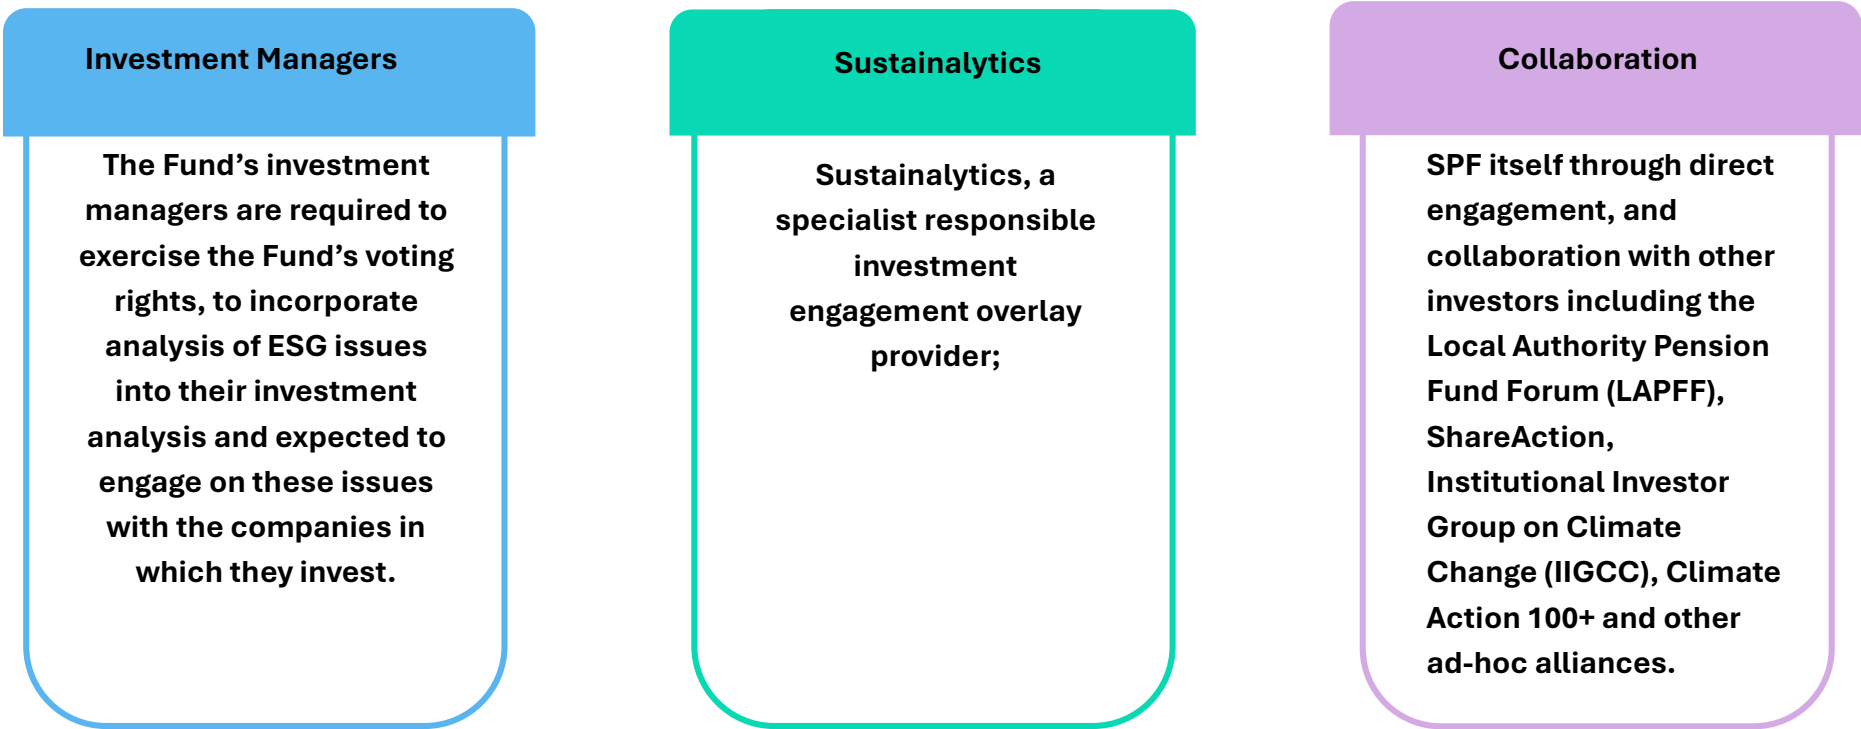 Investment Managers
The Fund’s investment
managers are required to
exercise the Fund’s voting
rights, to incorporate
analysis of ESG issues
into their investment
analysis and expected to
engage on these issues
with the companies in
which they invest.
Sustainalytics
Sustainalytics, a
specialist responsible
investment
engagement overlay
provider;
Collaboration
SPF itself through direct
engagement, and
collaboration with other
investors including the
Local Authority Pension
Fund Forum (LAPFF),
ShareAction,
Institutional Investor
Group on Climate
Change (IIGCC), Climate
Action 100+ and other
ad-hoc alliances.